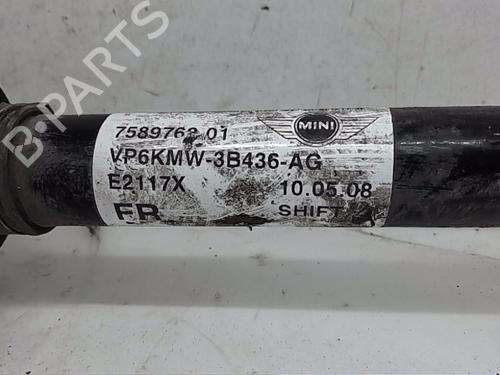 MINI
7589763 01
VP6KMW-3B436-AG
E2117X 10.05.08
FR SHIFT
B-PARTS